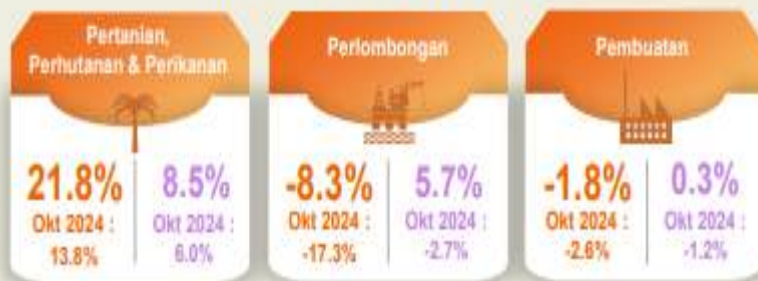 Pertanian,
Perhutanan & Perikanan
21.8%
Okt 2024 :
13.8%
8.5%
Okt 2024 :
6.0%
Perlombongan
-8.3%
Okt 2024 :
-17.3%
5.7%
Okt 2024 :
-2.7%
Pembuatan
-1.8%
Okt 2024 :
-2.6%
0.3%
Okt 2024 :
-1.2%